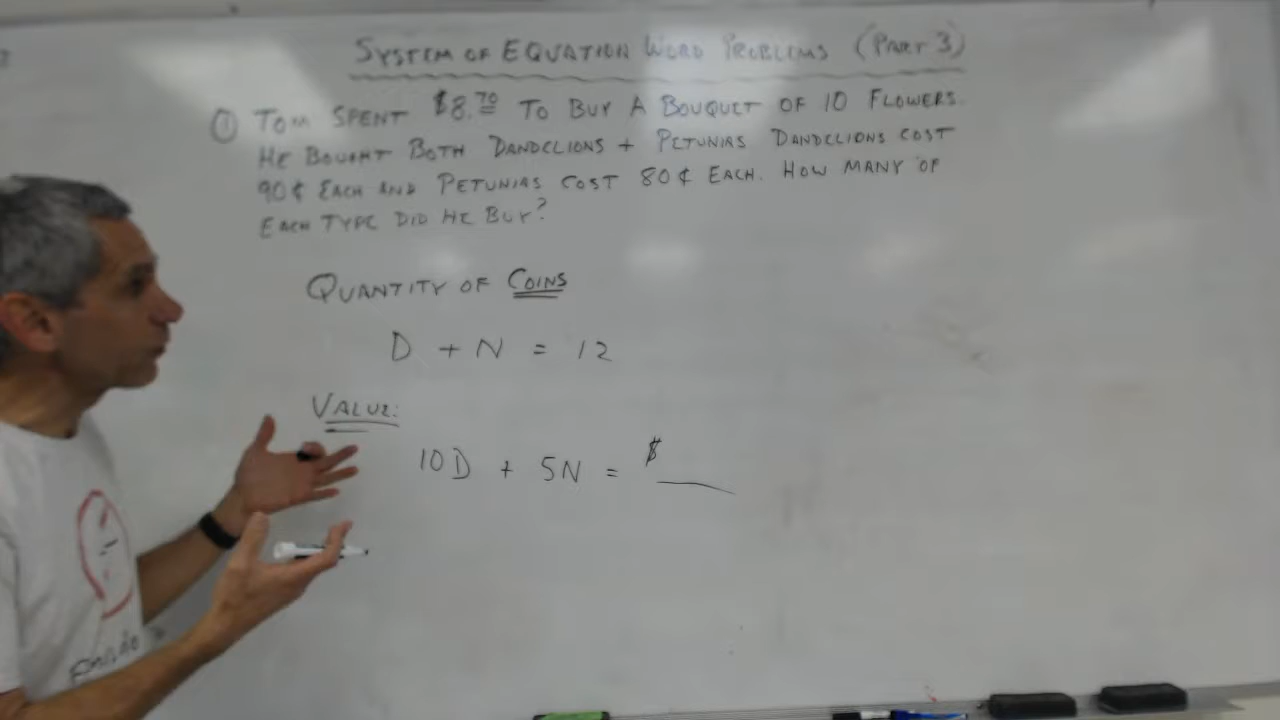 SYSTEM OF EQUATION WORD PROBLEMS (PART 3)
① TOM SPENT $8.70 TO BUY A BOUQUET OF 10 FLOWERS.
HE BOUGHT BOTH DANDELIONS + PETUNIAS DANDELIONS COST
90¢ EACH AND PETUNIAS COST 80¢ EACH. HOW MANY OF
EACH TYPE DID HE BUY?
QUANTITY OF COINS
D + N = 12
VALUE:
10D + 5N = $